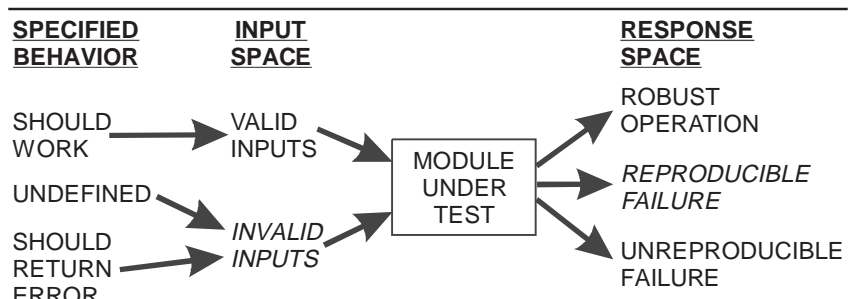 SPECIFIED BEHAVIOR
INPUT SPACE
RESPONSE SPACE
SHOULD WORK
VALID INPUTS
ROBUST OPERATION
MODULE UNDER TEST
REPRODUCIBLE FAILURE
UNDEFINED
INVALID INPUTS
SHOULD RETURN ERROR
UNREPRODUCIBLE FAILURE